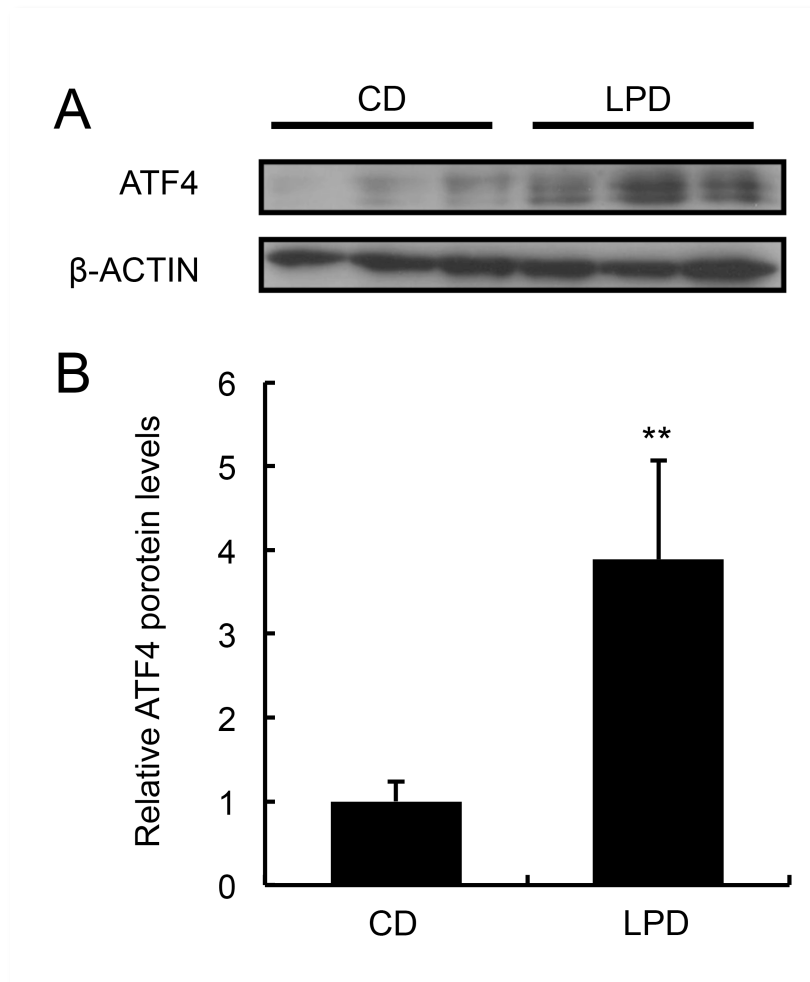 A
CD
LPD
ATF4
β-ACTIN
B
Relative ATF4 porotein levels
6
5
4
3
2
1
0
**
CD
LPD